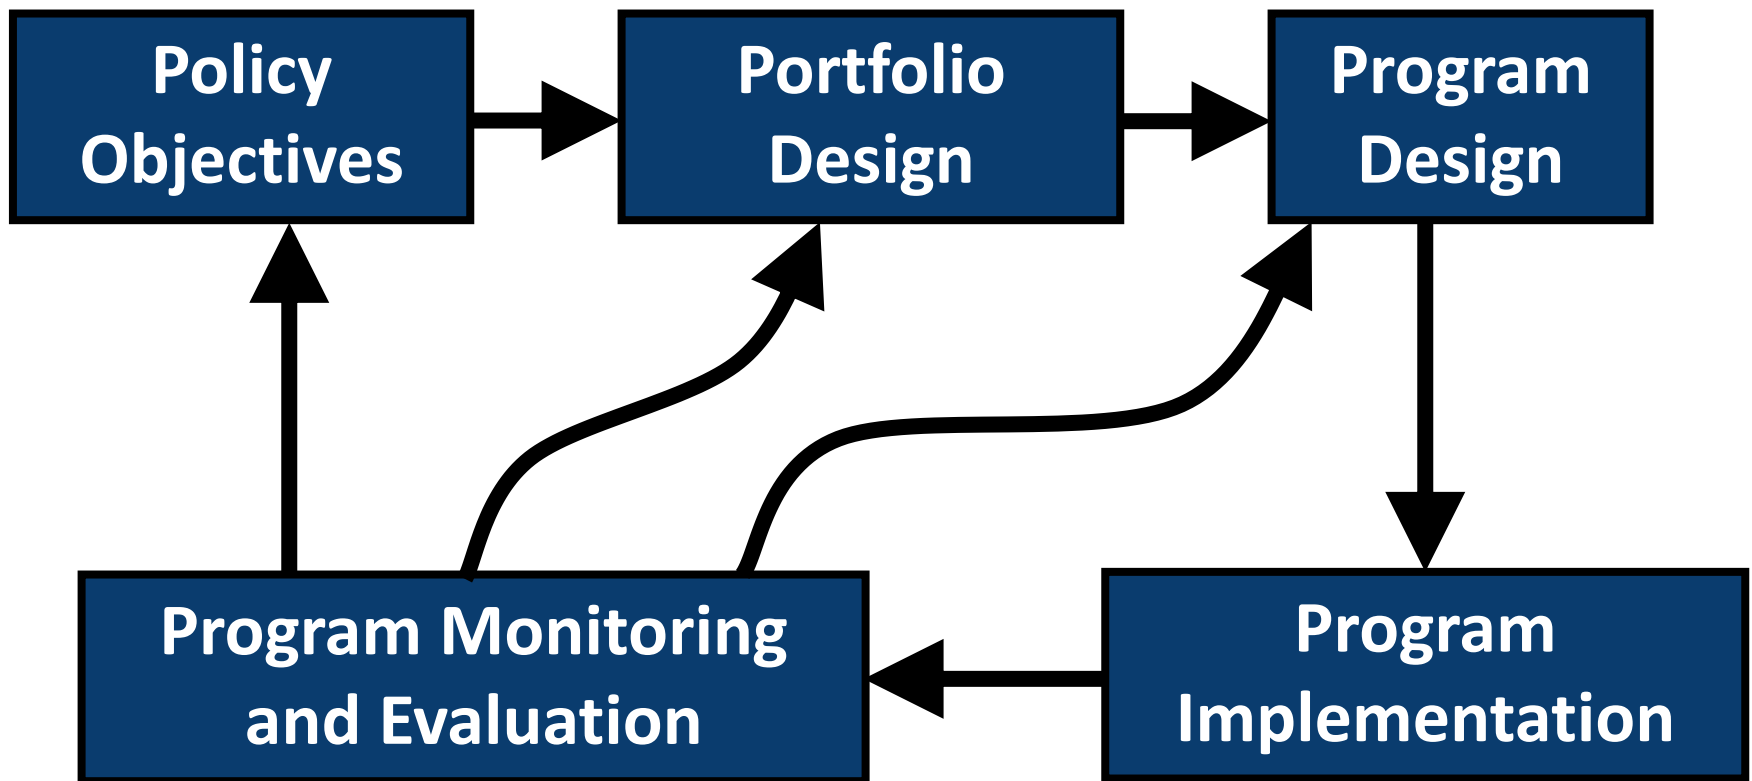 Policy
Objectives
Portfolio
Design
Program
Design
Program Monitoring
and Evaluation
Program
Implementation